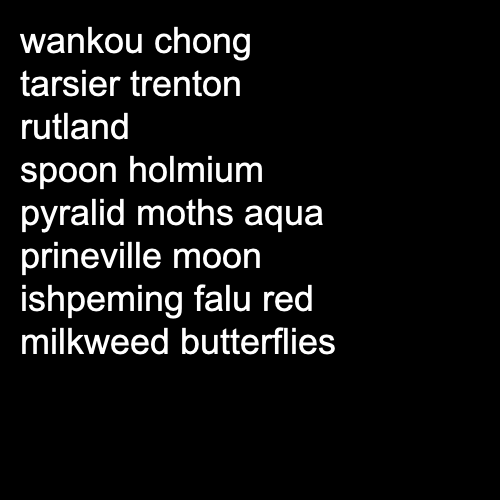 wankou chong
tarsier trenton
rutland
spoon holmium
pyralid moths aqua
prineville moon
ishpeming falu red
milkweed butterflies